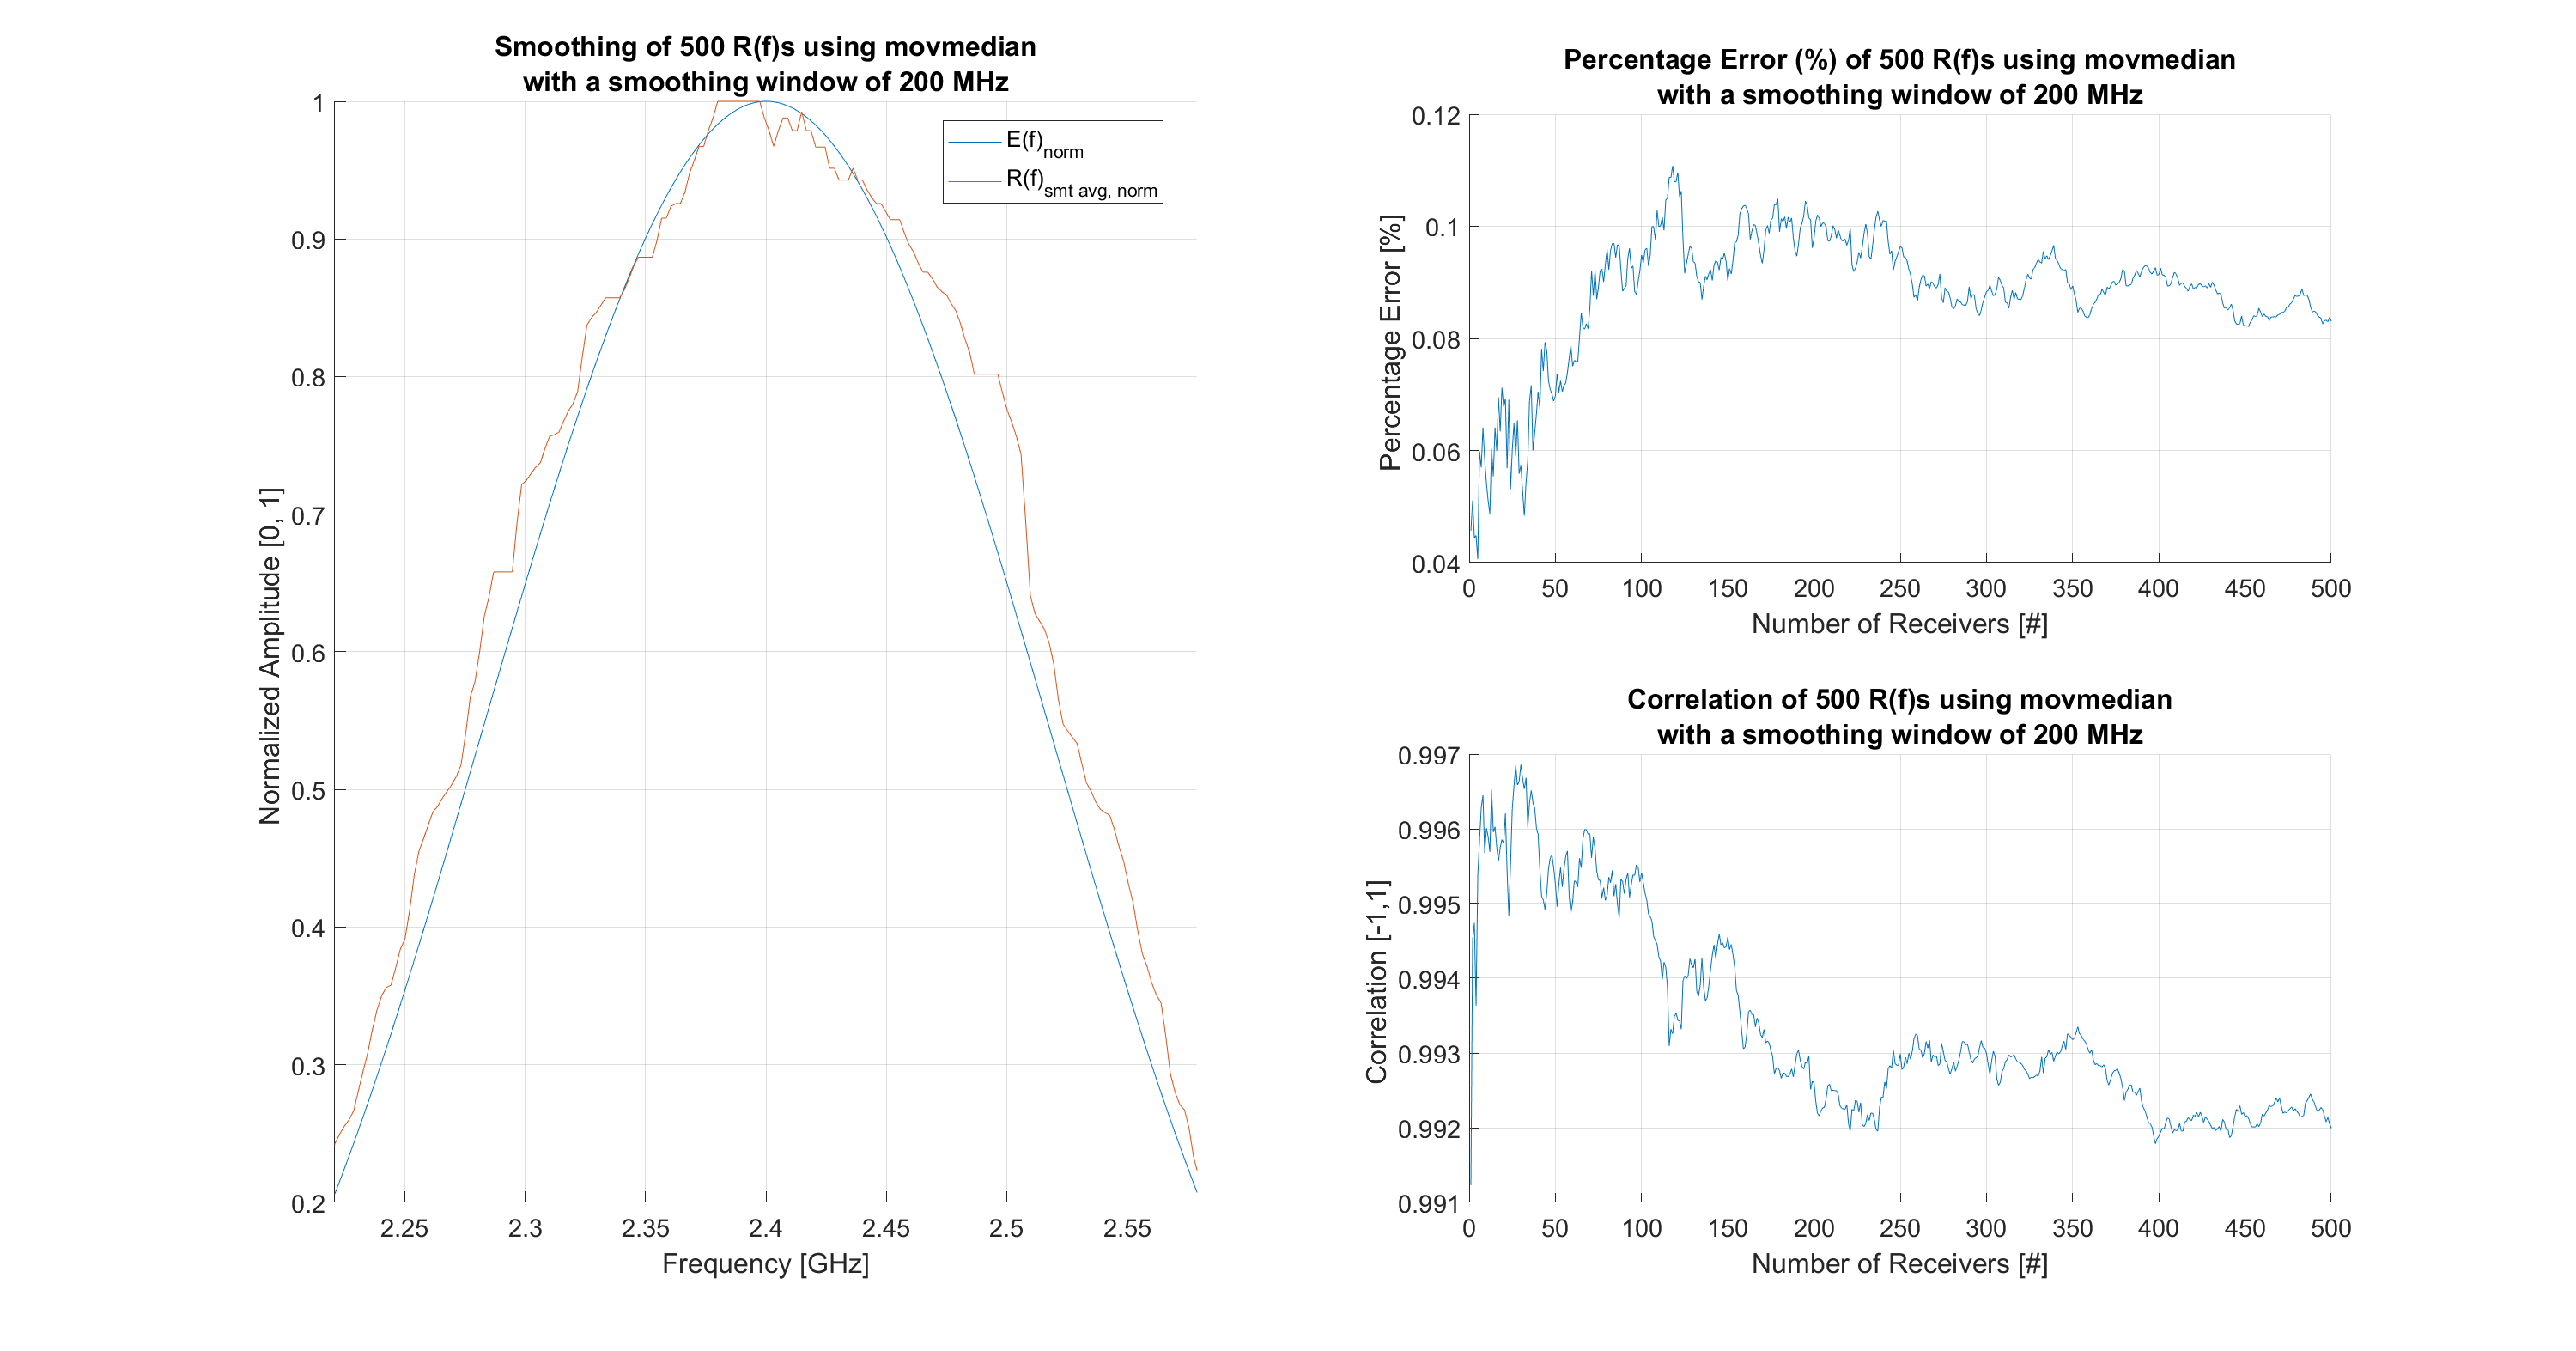 Smoothing of 500 R(f)s using movmedian
with a smoothing window of 200 MHz
1
0.9
0.8
0.7
0.6
0.5
0.4
0.3
0.2
Normalized Amplitude [0, 1]
E(f)norm
R(f)smt avg, norm
2.25 2.3 2.35 2.4 2.45 2.5 2.55
Frequency [GHz]
Percentage Error (%) of 500 R(f)s using movmedian
with a smoothing window of 200 MHz
0.12
0.1
0.08
0.06
0.04
Percentage Error [%]
0 50 100 150 200 250 300 350 400 450 500
Number of Receivers [#]
Correlation of 500 R(f)s using movmedian
with a smoothing window of 200 MHz
0.997
0.996
0.995
0.994
0.993
0.992
0.991
Correlation [-1,1]
0 50 100 150 200 250 300 350 400 450 500
Number of Receivers [#]